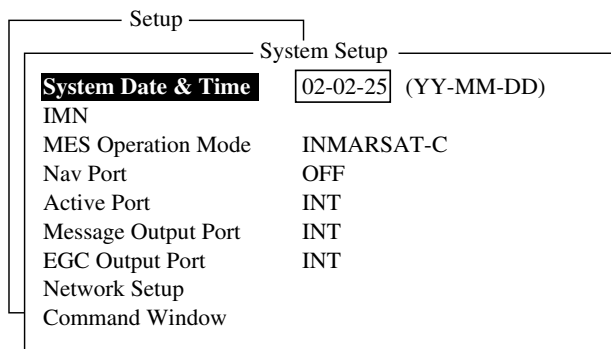 Setup
System Setup
System Date & Time 02-02-25 (YY-MM-DD)
IMN
MES Operation Mode INMARSAT-C
Nav Port OFF
Active Port INT
Message Output Port INT
EGC Output Port INT
Network Setup
Command Window